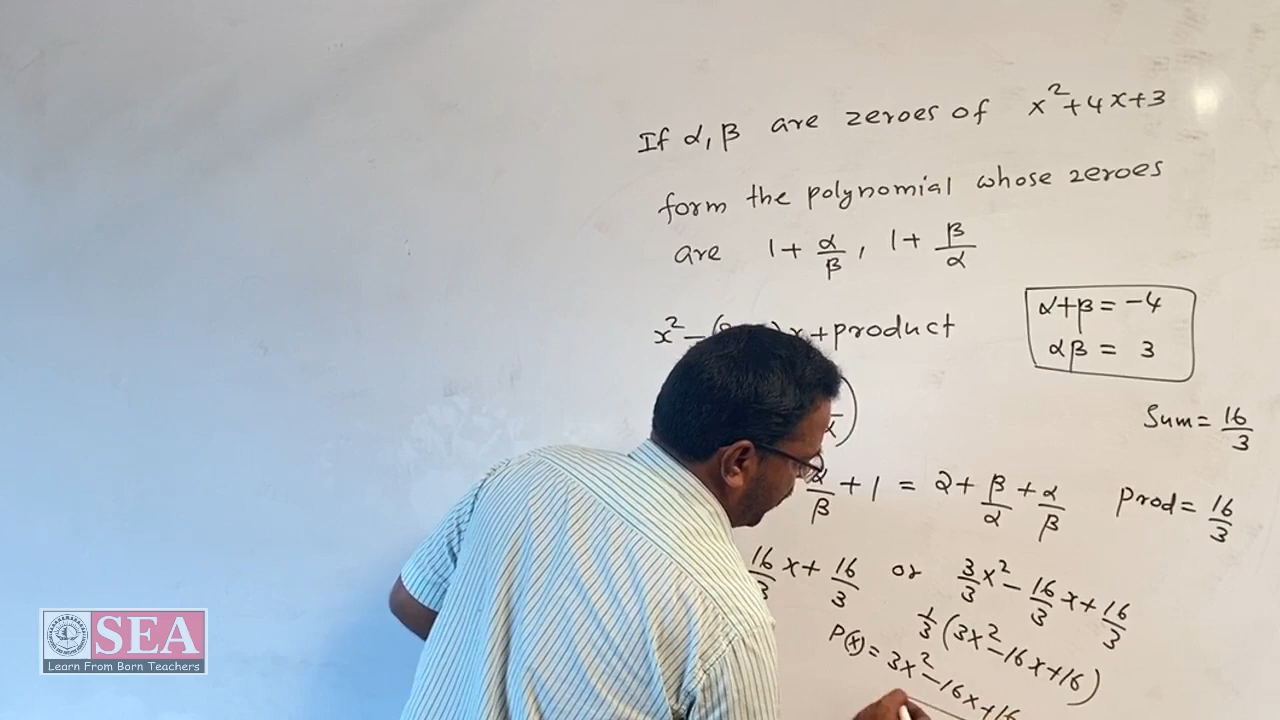 If α, β are zeroes of x²+4x+3
form the polynomial whose zeroes
are 1+ α/β, 1+ β/α
x² - ( )x + product
α+β = -4
αβ = 3
Sum = 16/3
α/β + 1 = 2 + β/α + α/β
Prod = 16/3
16/3 x + 16/3 or 3/3 x² - 16/3 x + 16/3
1/3 (3x² - 16x + 16)
P(x) = 3x² - 16x + 16
SEA
Learn From Born Teachers